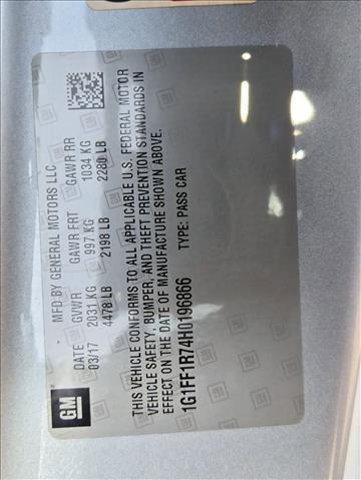 GM
MFD BY GENERAL MOTORS LLC
DATE GVWR GAWR FRT GAWR RR
03/17 2031 KG 997 KG 1034 KG
4478 LB 2198 LB 2280 LB
THIS VEHICLE CONFORMS TO ALL APPLICABLE U.S. FEDERAL MOTOR
VEHICLE SAFETY, BUMPER, AND THEFT PREVENTION STANDARDS IN
EFFECT ON THE DATE OF MANUFACTURE SHOWN ABOVE.
1G1FF1R74H0196866 TYPE: PASS CAR